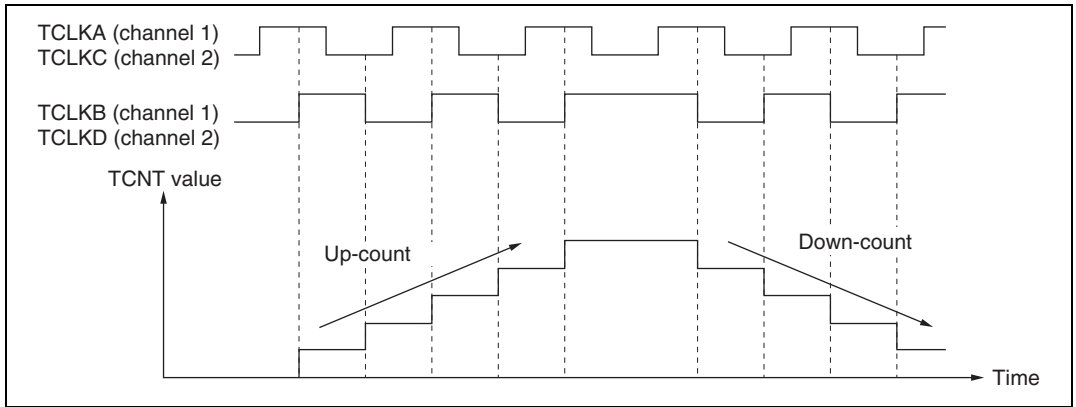 TCLKA (channel 1)
TCLKC (channel 2)
TCLKB (channel 1)
TCLKD (channel 2)
TCNT value
Up-count
Down-count
Time